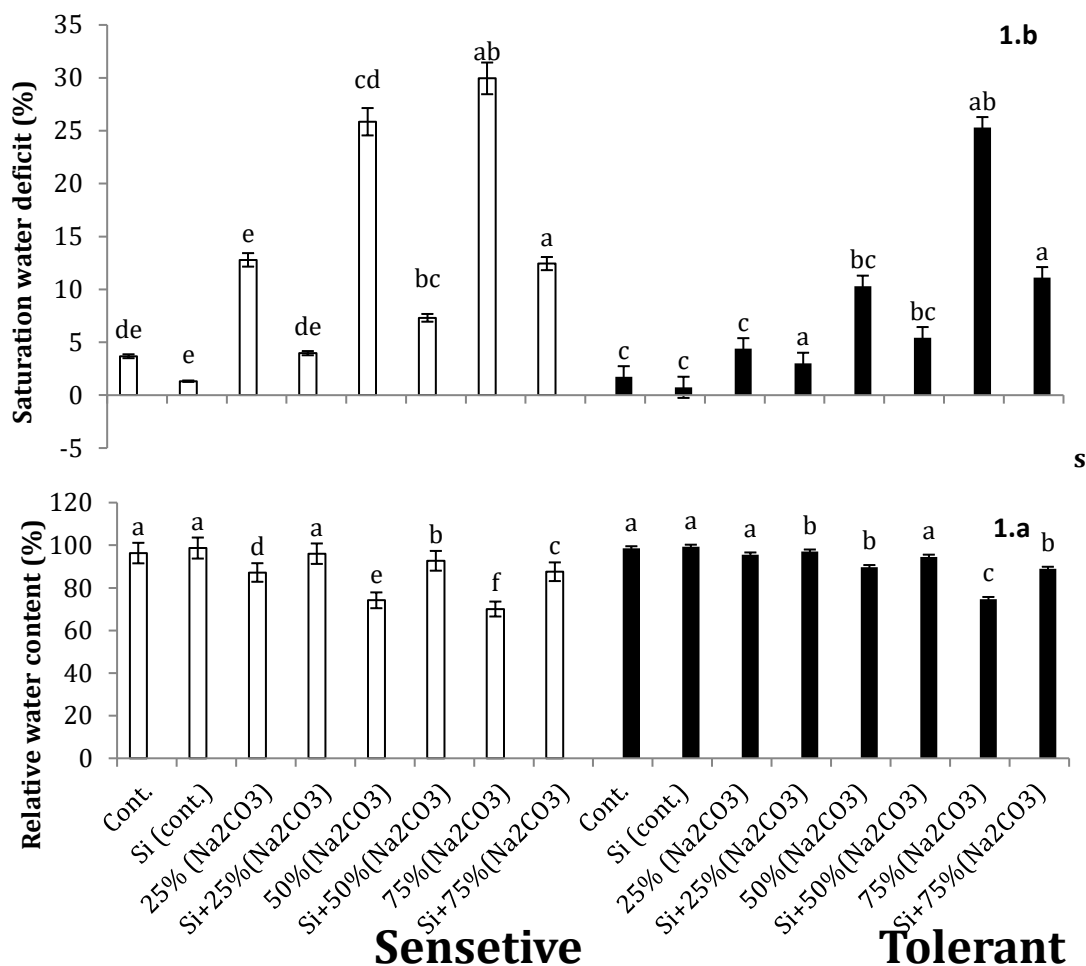 1.b
Saturation water deficit (%)
35
30
25
20
15
10
5
0
-5
de
e
e
de
cd
bc
ab
a
c
c
c
a
bc
bc
ab
a
s
1.a
Relative water content (%)
120
100
80
60
40
20
0
a
a
d
a
e
b
f
c
a
a
a
b
b
a
c
b
Cont.
Si (cont.)
25% (Na2CO3)
Si+25%(Na2CO3)
50%(Na2CO3)
Si+50%(Na2CO3)
75%(Na2CO3)
Si+75%(Na2CO3)
Cont.
Si (cont.)
25% (Na2CO3)
Si+25%(Na2CO3)
50%(Na2CO3)
Si+50%(Na2CO3)
75%(Na2CO3)
Si+75%(Na2CO3)
Sensetive
Tolerant